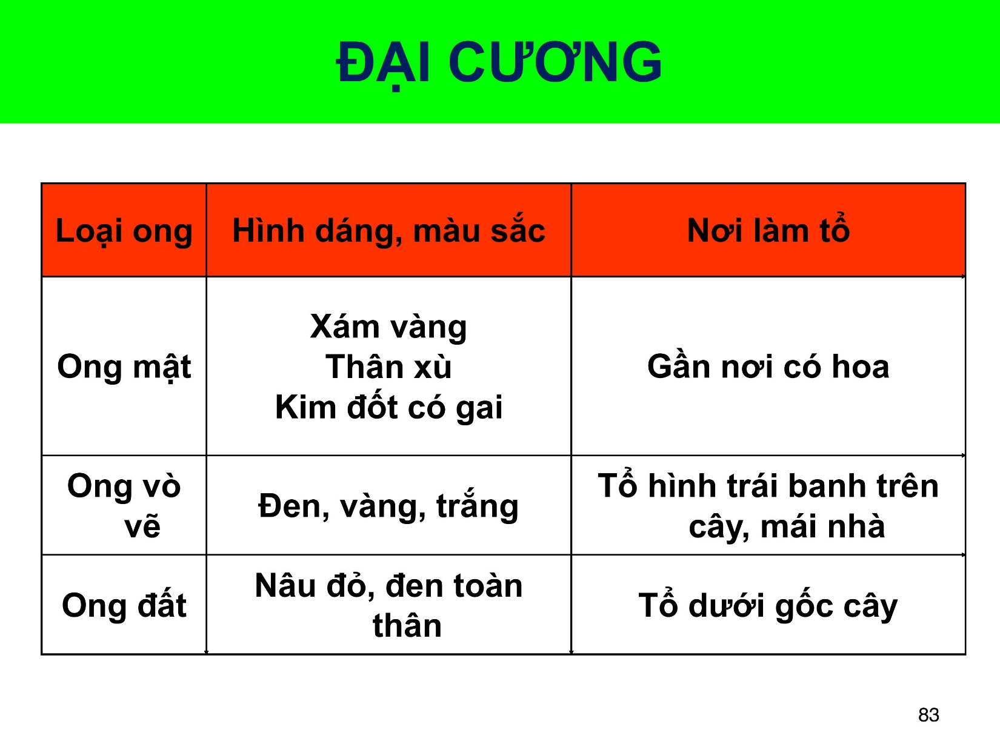 ĐẠI CƯƠNG
Loại ong
Hình dáng, màu sắc
Nơi làm tổ
Ong mật
Xám vàng
Thân xù
Kim đốt có gai
Gần nơi có hoa
Ong vò
vẽ
Đen, vàng, trắng
Tổ hình trái banh trên
cây, mái nhà
Ong đất
Nâu đỏ, đen toàn
thân
Tổ dưới gốc cây
83